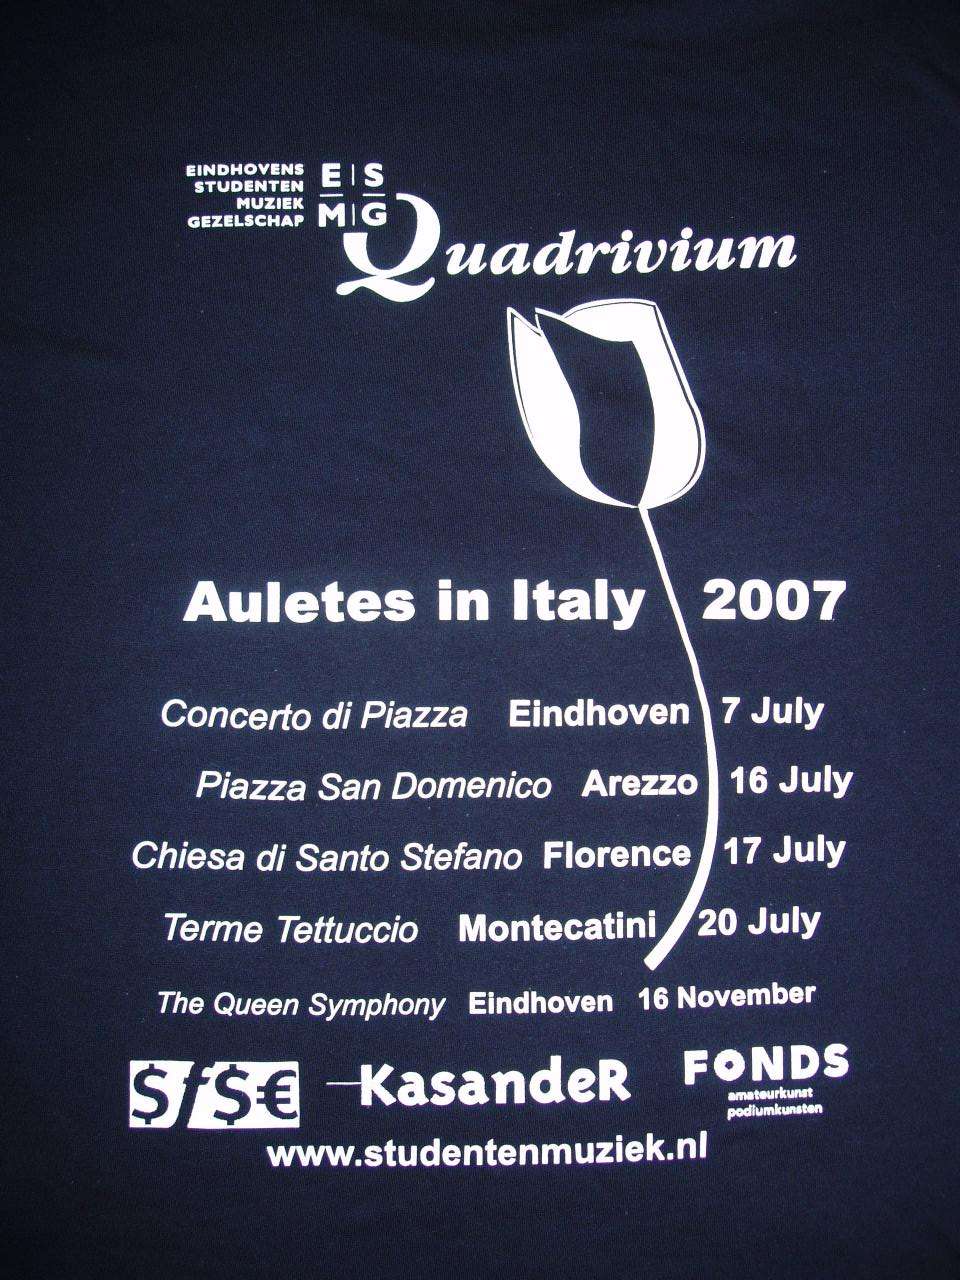 EINDHOVENS
STUDENTEN
MUZIEK
GEZELSCHAP
E S
M G
Quadrivium
Auletes in Italy 2007
Concerto di Piazza Eindhoven 7 July
Piazza San Domenico Arezzo 16 July
Chiesa di Santo Stefano Florence 17 July
Terme Tettuccio Montecatini 20 July
The Queen Symphony Eindhoven 16 November
$f$=€
KasandeR
FONDS
amateurkunst
podiumkunsten
www.studentenmuziek.nl